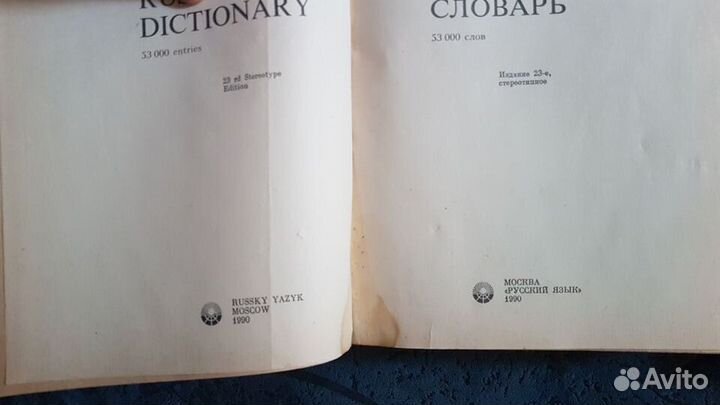 DICTIONARY
53 000 entries
23 rd Stereotype
Edition
RUSSKY YAZYK
MOSCOW
1990
СЛОВАРЬ
53 000 слов
Издание 23-е,
стереотипное
МОСКВА
«РУССКИЙ ЯЗЫК»
1990
Avito